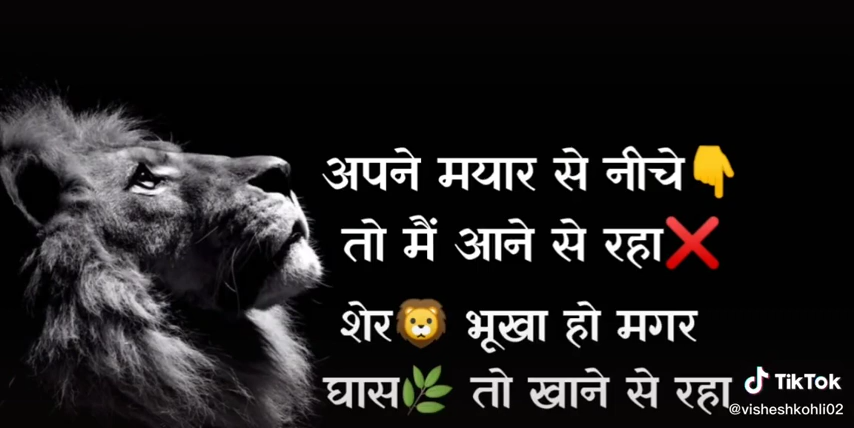 अपने मयार से नीचे👇
तो मैं आने से रहा❌
शेर🦁 भूखा हो मगर
घास🌿 तो खाने से रहा
TikTok
@visheshkohli02